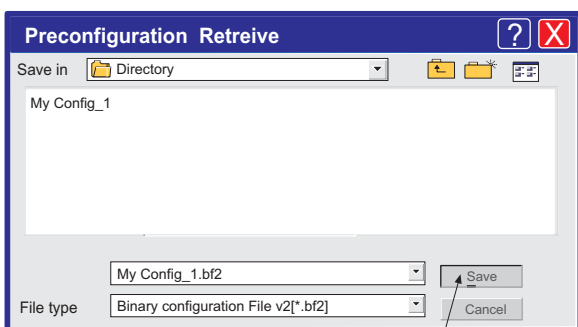 Preconfiguration Retreive ? X
Save in Directory
My Config_1
My Config_1.bf2 Save
File type Binary configuration File v2[*.bf2] Cancel